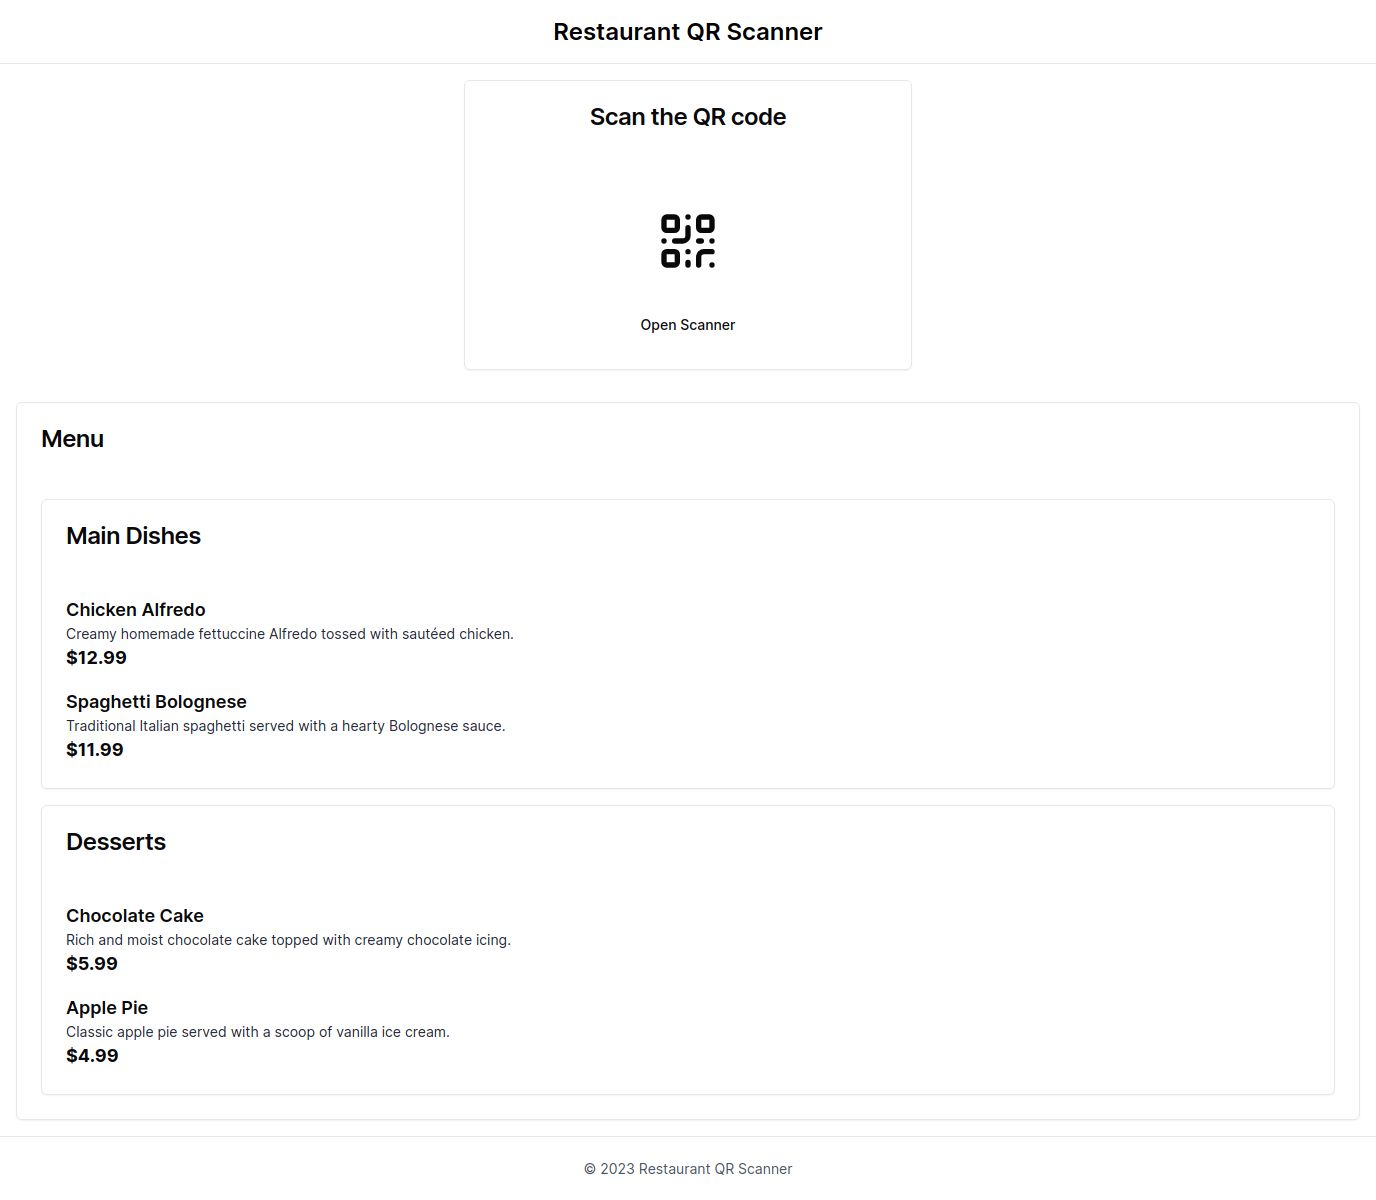 Restaurant QR Scanner
Scan the QR code
Open Scanner
Menu
Main Dishes
Chicken Alfredo
Creamy homemade fettuccine Alfredo tossed with sautéed chicken.
$12.99
Spaghetti Bolognese
Traditional Italian spaghetti served with a hearty Bolognese sauce.
$11.99
Desserts
Chocolate Cake
Rich and moist chocolate cake topped with creamy chocolate icing.
$5.99
Apple Pie
Classic apple pie served with a scoop of vanilla ice cream.
$4.99
© 2023 Restaurant QR Scanner